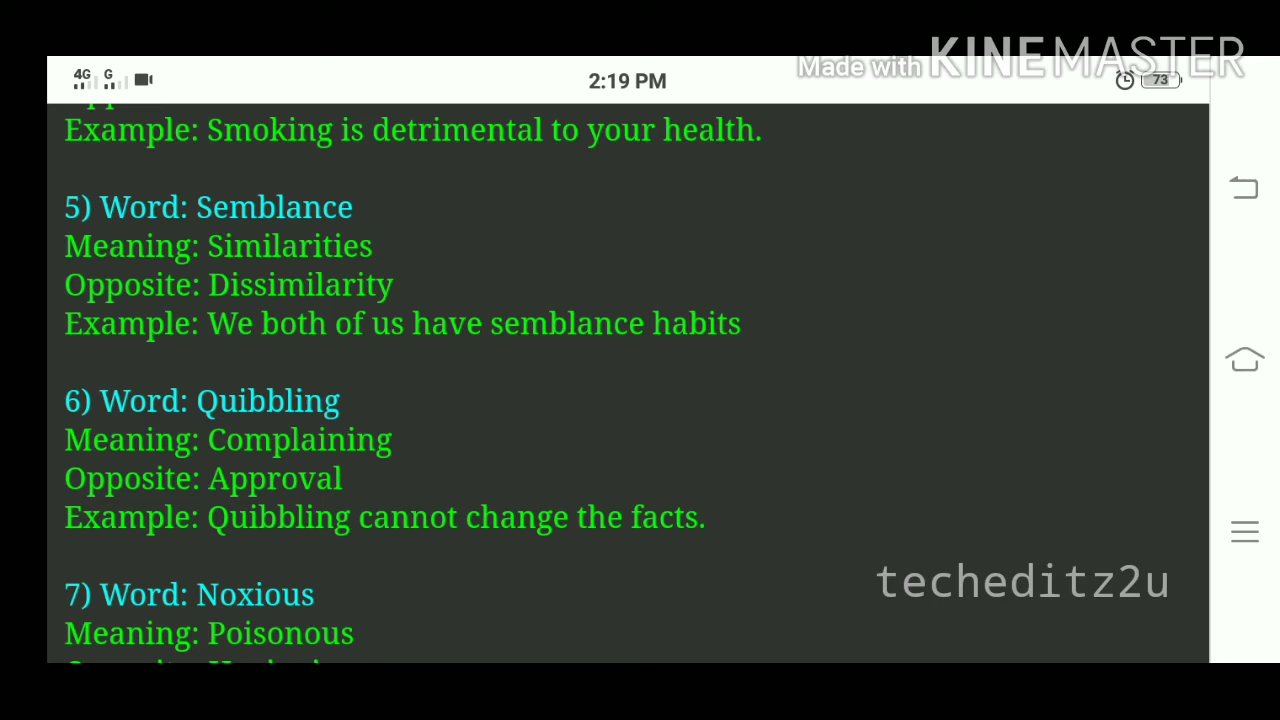 Made with KINEMASTER
4G G 2:19 PM 73
Example: Smoking is detrimental to your health.
5) Word: Semblance
Meaning: Similarities
Opposite: Dissimilarity
Example: We both of us have semblance habits
6) Word: Quibbling
Meaning: Complaining
Opposite: Approval
Example: Quibbling cannot change the facts.
7) Word: Noxious
techeditz2u
Meaning: Poisonous